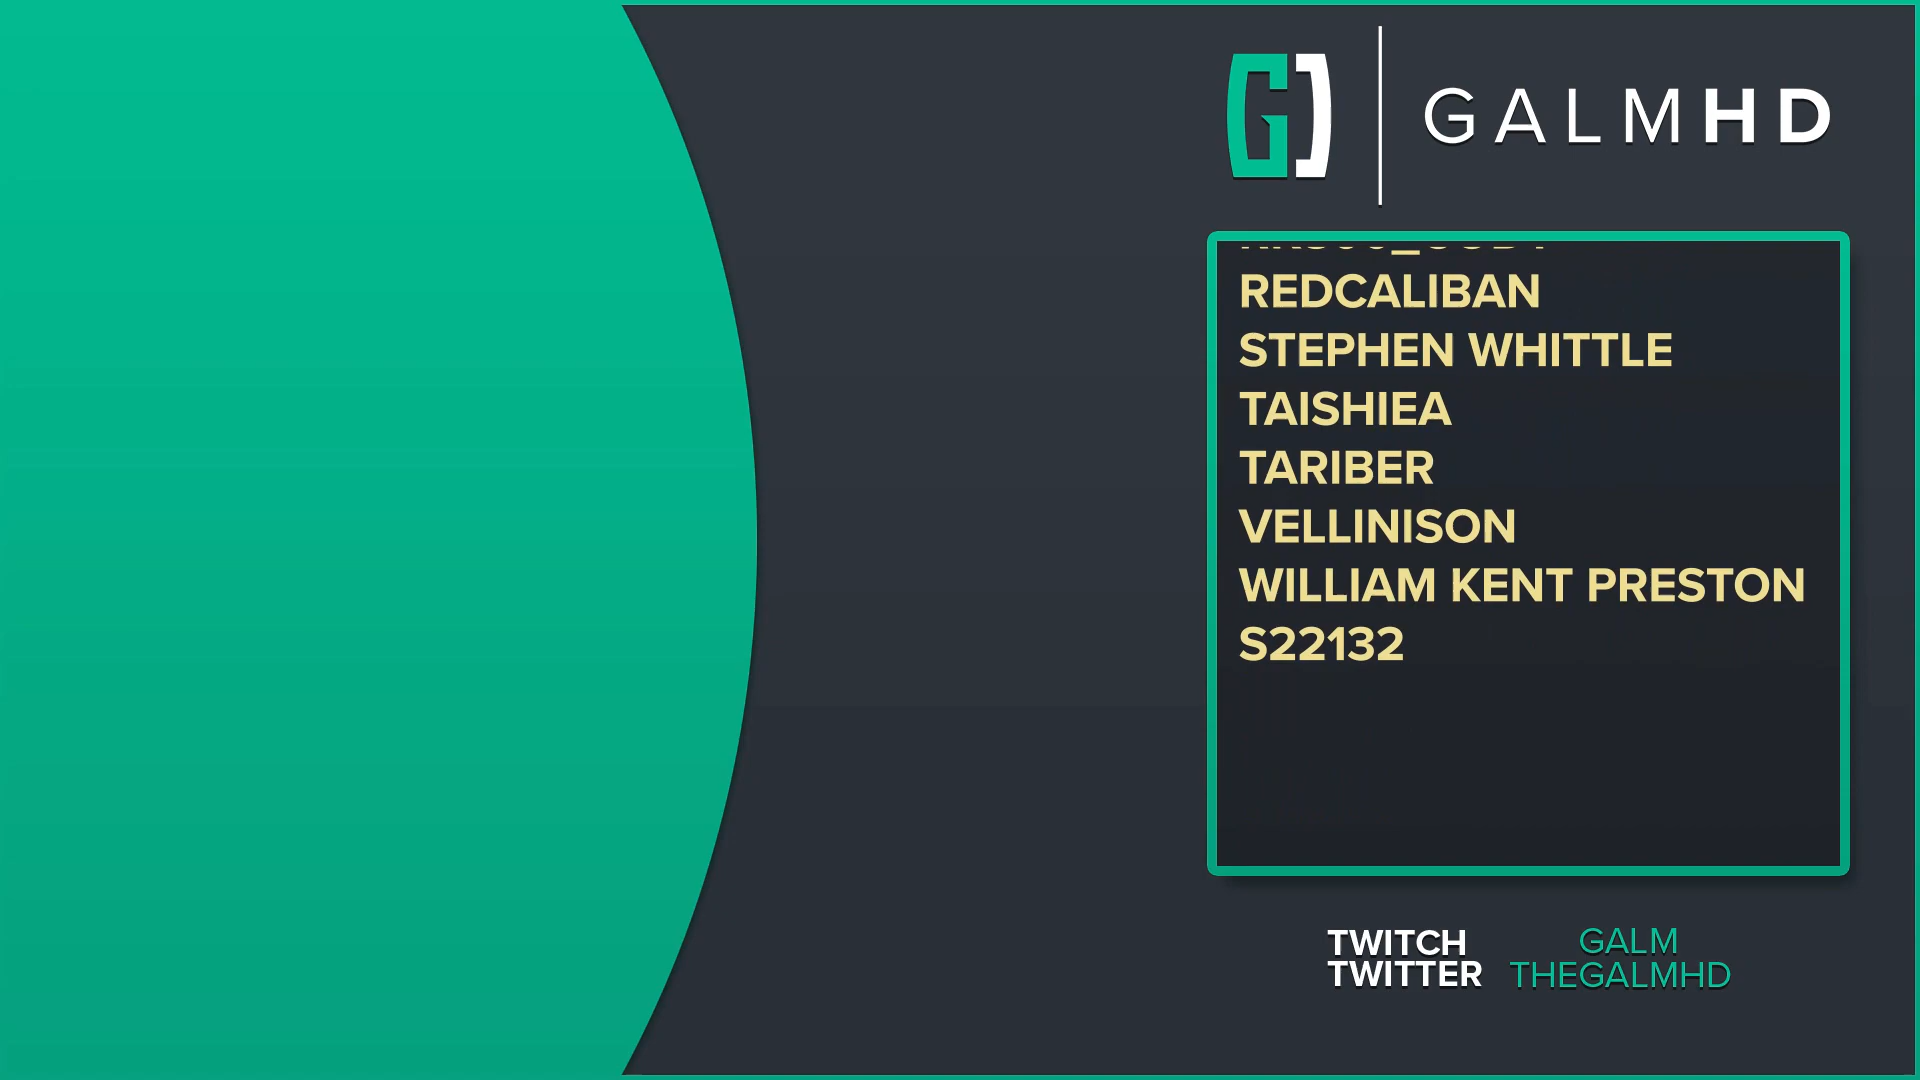 GALMHD
REDCALIBAN
STEPHEN WHITTLE
TAISHIEA
TARIBER
VELLINISON
WILLIAM KENT PRESTON
S22132
TWITCH GALM
TWITTER THEGALMHD